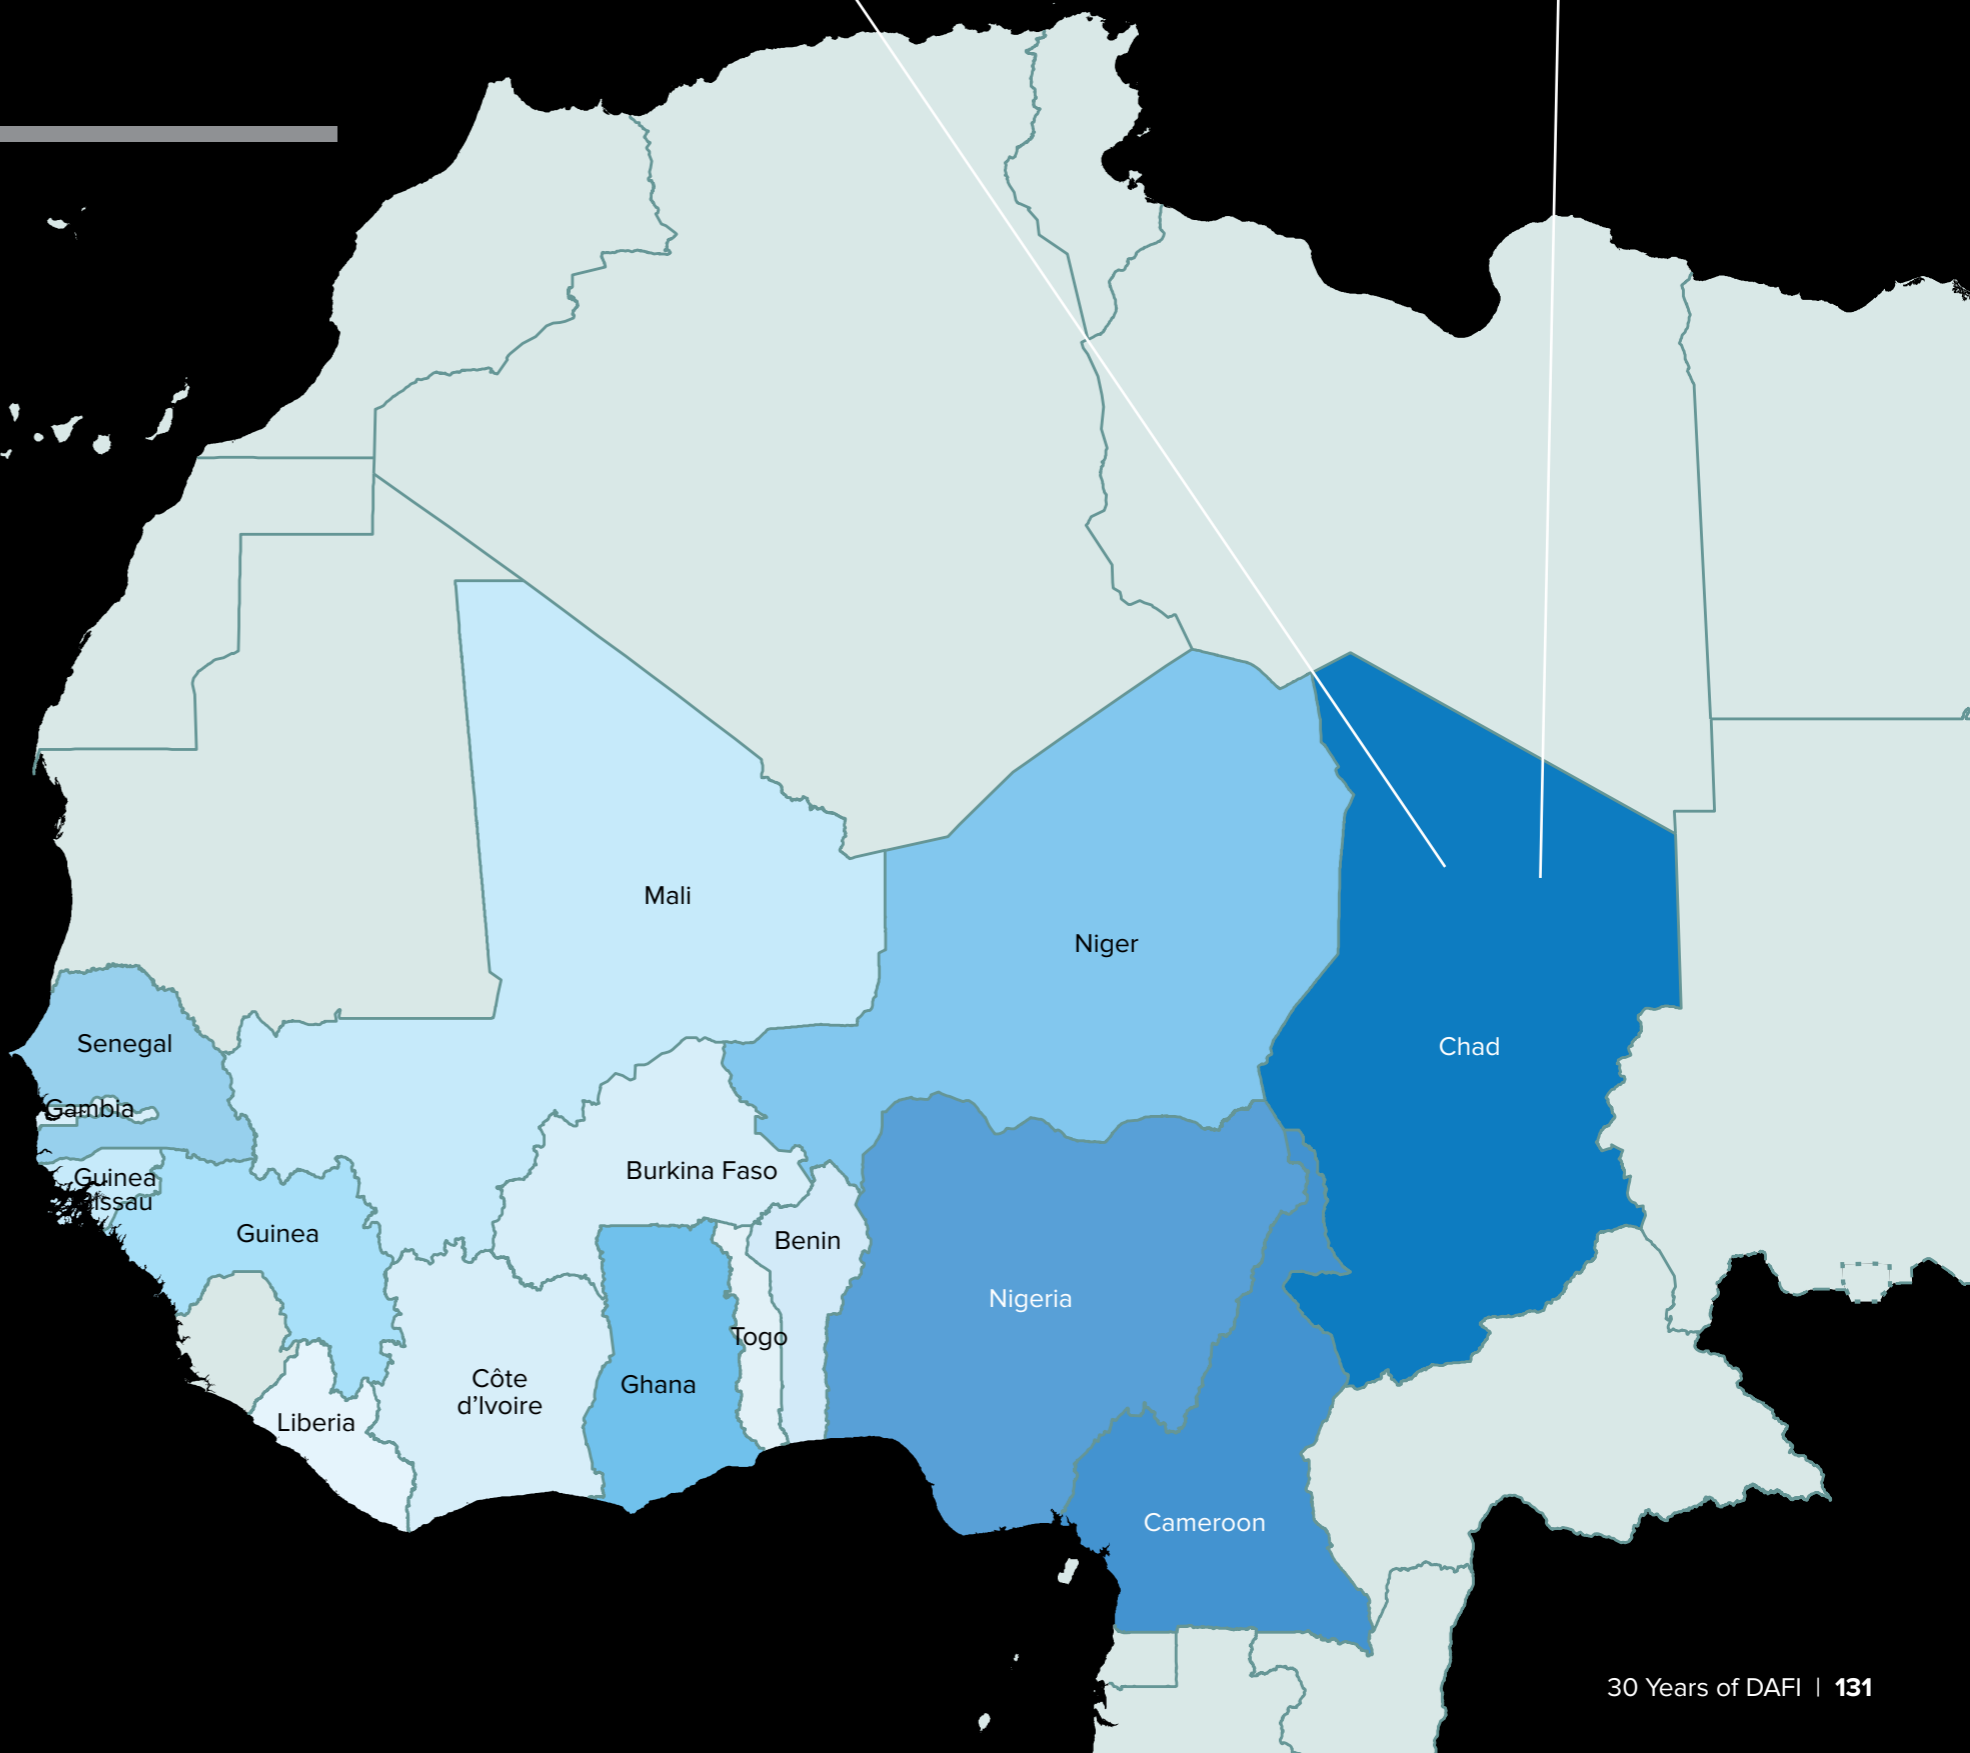 Mali
Niger
Senegal
Chad
Gambia
Burkina Faso
Guinea
issau
Guinea
Benin
Nigeria
Togo
Côte
d’Ivoire
Ghana
Liberia
Cameroon
30 Years of DAFI | 131